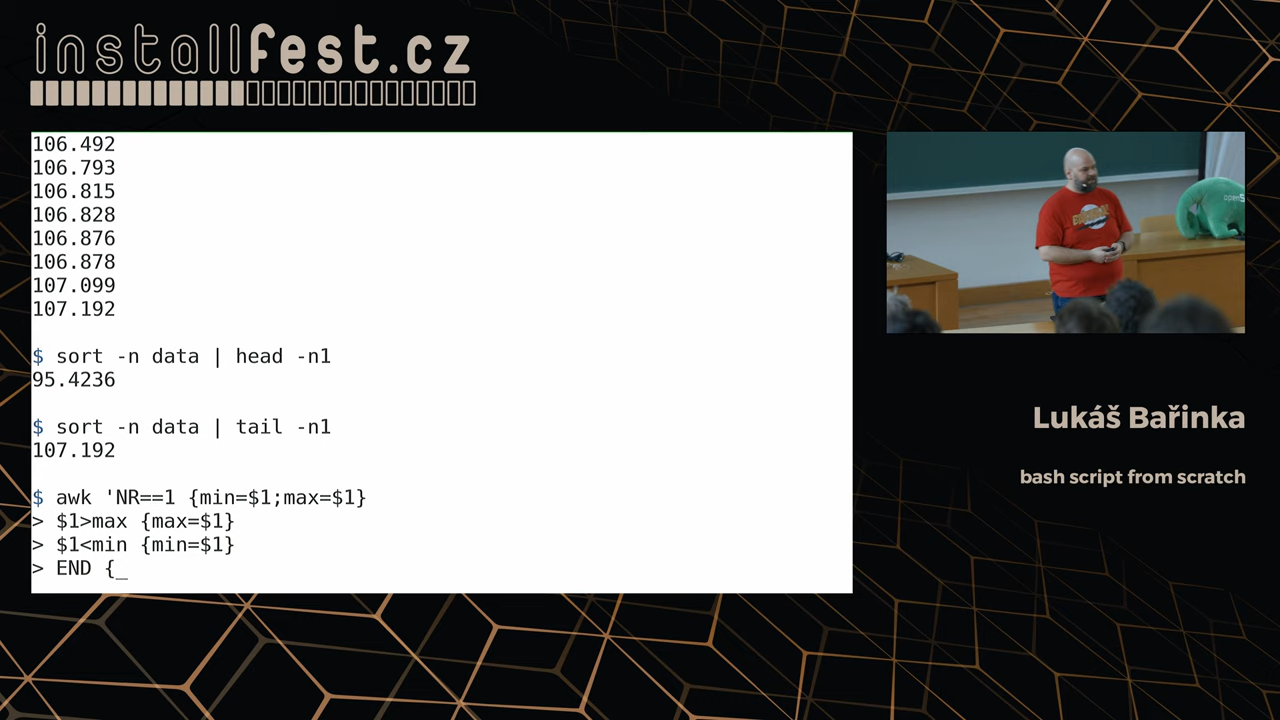 installfest.cz
106.492
106.793
106.815
106.828
106.876
106.878
107.099
107.192
$ sort -n data | head -n1
95.4236
$ sort -n data | tail -n1
107.192
$ awk 'NR==1 {min=$1;max=$1}
> $1>max {max=$1}
> $1<min {min=$1}
> END {_
Lukáš Bařinka
bash script from scratch